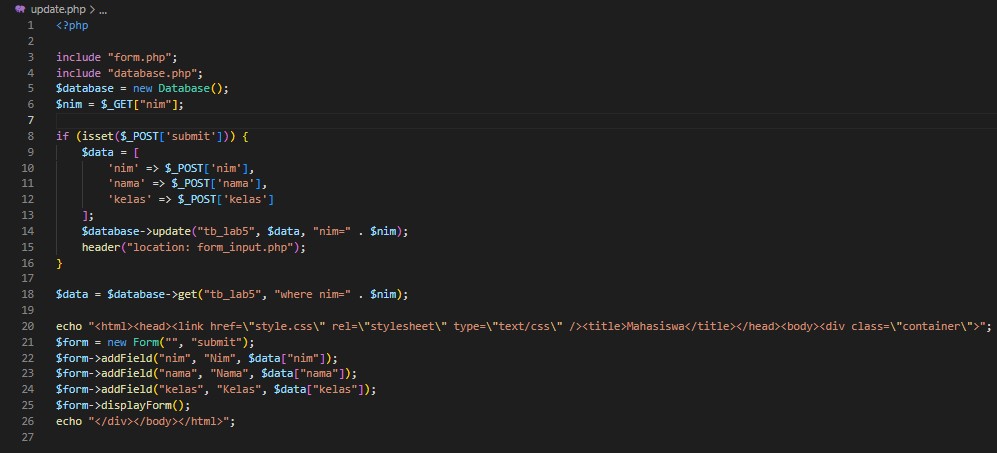 update.php > ...
1 <?php
2
3 include "form.php";
4 include "database.php";
5 $database = new Database();
6 $nim = $_GET["nim"];
7
8 if (isset($_POST['submit'])) {
9     $data = [
10         'nim' => $_POST['nim'],
11         'nama' => $_POST['nama'],
12         'kelas' => $_POST['kelas']
13     ];
14     $database->update("tb_lab5", $data, "nim=" . $nim);
15     header("location: form_input.php");
16 }
17
18 $data = $database->get("tb_lab5", "where nim=" . $nim);
19
20 echo "<html><head><link href=\"style.css\" rel=\"stylesheet\" type=\"text/css\" /><title>Mahasiswa</title></head><body><div class=\"container\">";
21 $form = new Form("", "submit");
22 $form->addField("nim", "Nim", $data["nim"]);
23 $form->addField("nama", "Nama", $data["nama"]);
24 $form->addField("kelas", "Kelas", $data["kelas"]);
25 $form->displayForm();
26 echo "</div></body></html>";
27